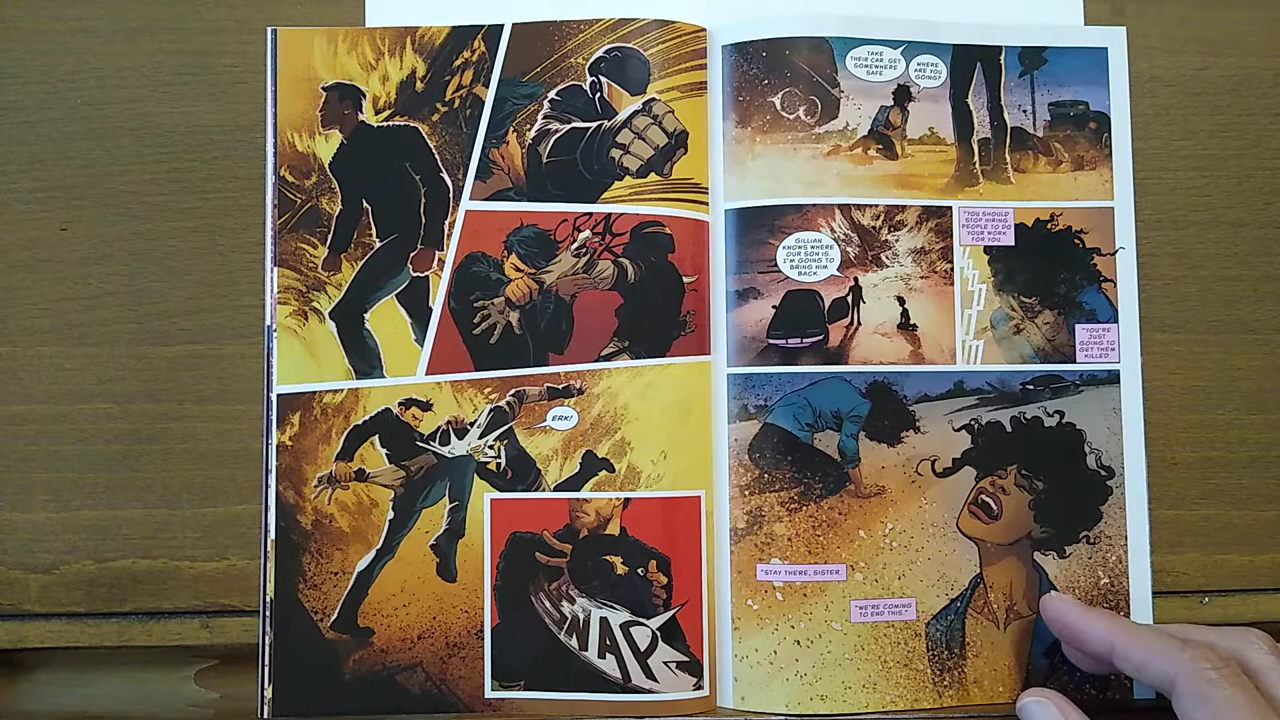 CRAC
ERK!
SNAP
TAKE
THEIR CAR. GET
SOMEWHERE
SAFE.
WHERE
ARE YOU
GOING?
GILLIAN
KNOWS WHERE
OUR SON IS.
I'M GOING TO
BRING HIM
BACK.
"YOU SHOULD
STOP HIRING
PEOPLE TO DO
YOUR WORK
FOR YOU.
"YOU'RE
JUST
GOING TO
GET THEM
KILLED.
"STAY THERE, SISTER.
"WE'RE COMING
TO END THIS."